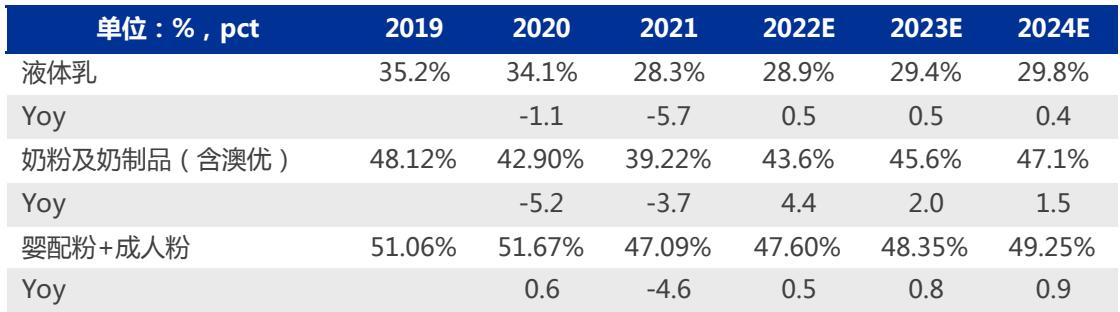 单位：%，pct 2019 2020 2021 2022E 2023E 2024E
液体乳 35.2% 34.1% 28.3% 28.9% 29.4% 29.8%
Yoy -1.1 -5.7 0.5 0.5 0.4
奶粉及奶制品（含澳优） 48.12% 42.90% 39.22% 43.6% 45.6% 47.1%
Yoy -5.2 -3.7 4.4 2.0 1.5
婴配粉+成人粉 51.06% 51.67% 47.09% 47.60% 48.35% 49.25%
Yoy 0.6 -4.6 0.5 0.8 0.9